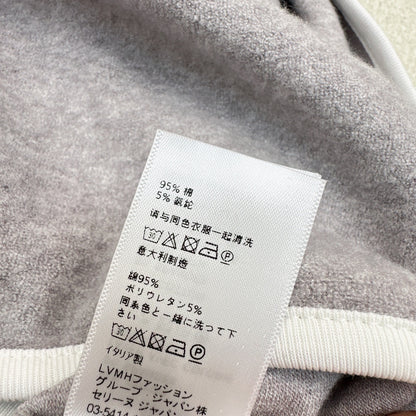 95% 棉
5% 氨纶
请与同色衣服一起清洗
30 P
意大利制造
綿95%
ポリウレタン5%
同系色と一緒に洗って下
さい
30 P
イタリア製
LVMHファッション
グループ ジャパン株
セリーヌ ジャパン
03-5414